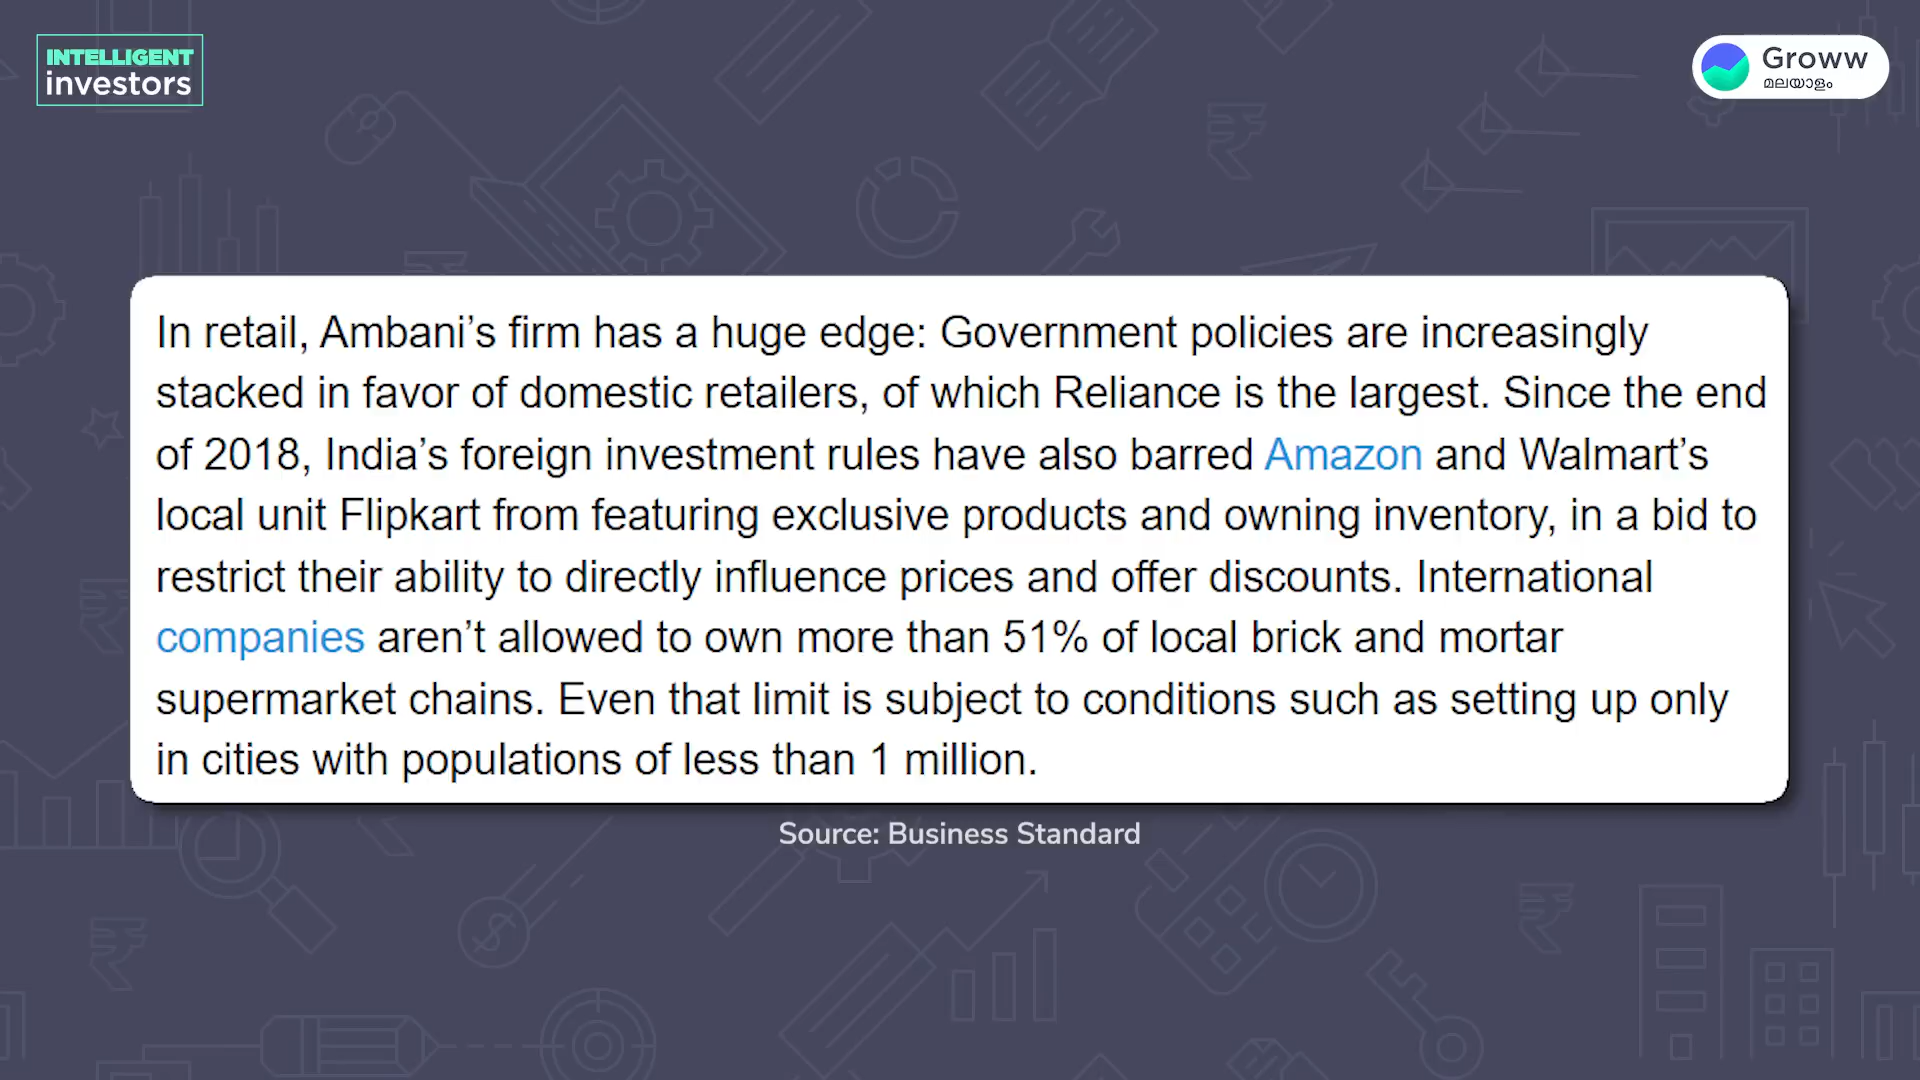 INTELLIGENT
investors
Groww
മലയാളം
In retail, Ambani’s firm has a huge edge: Government policies are increasingly
stacked in favor of domestic retailers, of which Reliance is the largest. Since the end
of 2018, India’s foreign investment rules have also barred Amazon and Walmart’s
local unit Flipkart from featuring exclusive products and owning inventory, in a bid to
restrict their ability to directly influence prices and offer discounts. International
companies aren’t allowed to own more than 51% of local brick and mortar
supermarket chains. Even that limit is subject to conditions such as setting up only
in cities with populations of less than 1 million.
Source: Business Standard